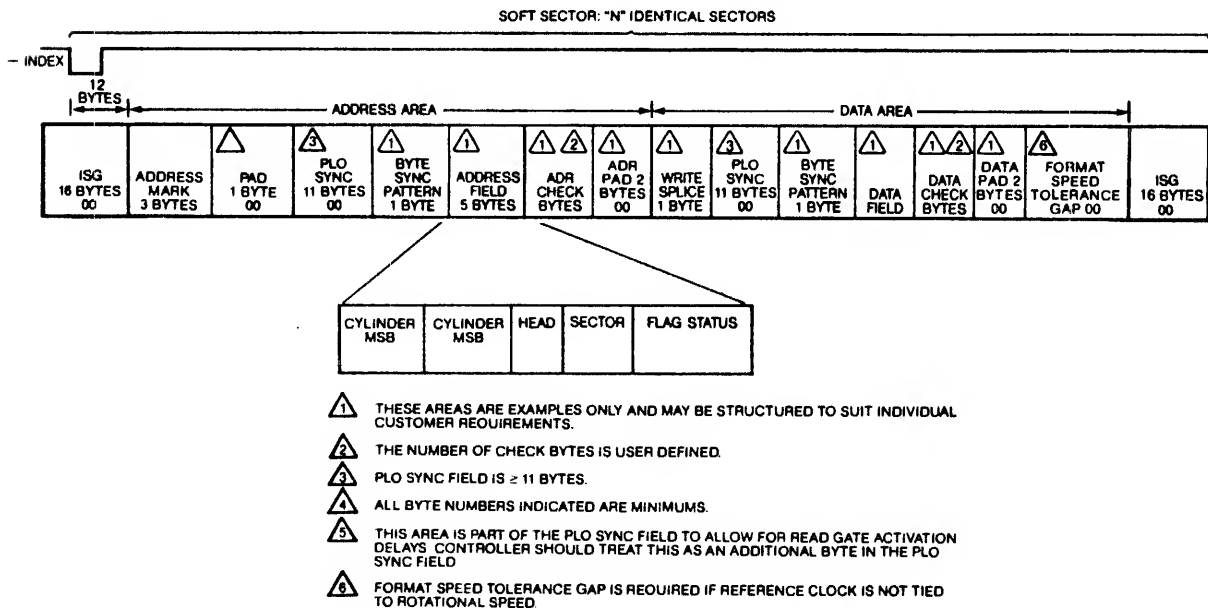 SOFT SECTOR: "N" IDENTICAL SECTORS
– INDEX
12
BYTES
ADDRESS AREA
DATA AREA
ISG
16 BYTES
00
ADDRESS
MARK
3 BYTES
PAD
1 BYTE
00
3
PLO
SYNC
11 BYTES
00
1
BYTE
SYNC
PATTERN
1 BYTE
1
ADDRESS
FIELD
5 BYTES
1 2
ADR
CHECK
BYTES
1
ADR
PAD 2
BYTES
00
1
WRITE
SPLICE
1 BYTE
3
PLO
SYNC
11 BYTES
00
1
BYTE
SYNC
PATTERN
1 BYTE
1
DATA
FIELD
1 2
DATA
CHECK
BYTES
1
DATA
PAD 2
BYTES
00
6
FORMAT
SPEED
TOLERANCE
GAP 00
ISG
16 BYTES
00
CYLINDER
MSB
CYLINDER
MSB
HEAD
SECTOR
FLAG STATUS
1 THESE AREAS ARE EXAMPLES ONLY AND MAY BE STRUCTURED TO SUIT INDIVIDUAL
CUSTOMER REQUIREMENTS.
2 THE NUMBER OF CHECK BYTES IS USER DEFINED.
3 PLO SYNC FIELD IS ≥ 11 BYTES.
4 ALL BYTE NUMBERS INDICATED ARE MINIMUMS.
5 THIS AREA IS PART OF THE PLO SYNC FIELD TO ALLOW FOR READ GATE ACTIVATION
DELAYS CONTROLLER SHOULD TREAT THIS AS AN ADDITIONAL BYTE IN THE PLO
SYNC FIELD
6 FORMAT SPEED TOLERANCE GAP IS REQUIRED IF REFERENCE CLOCK IS NOT TIED
TO ROTATIONAL SPEED.